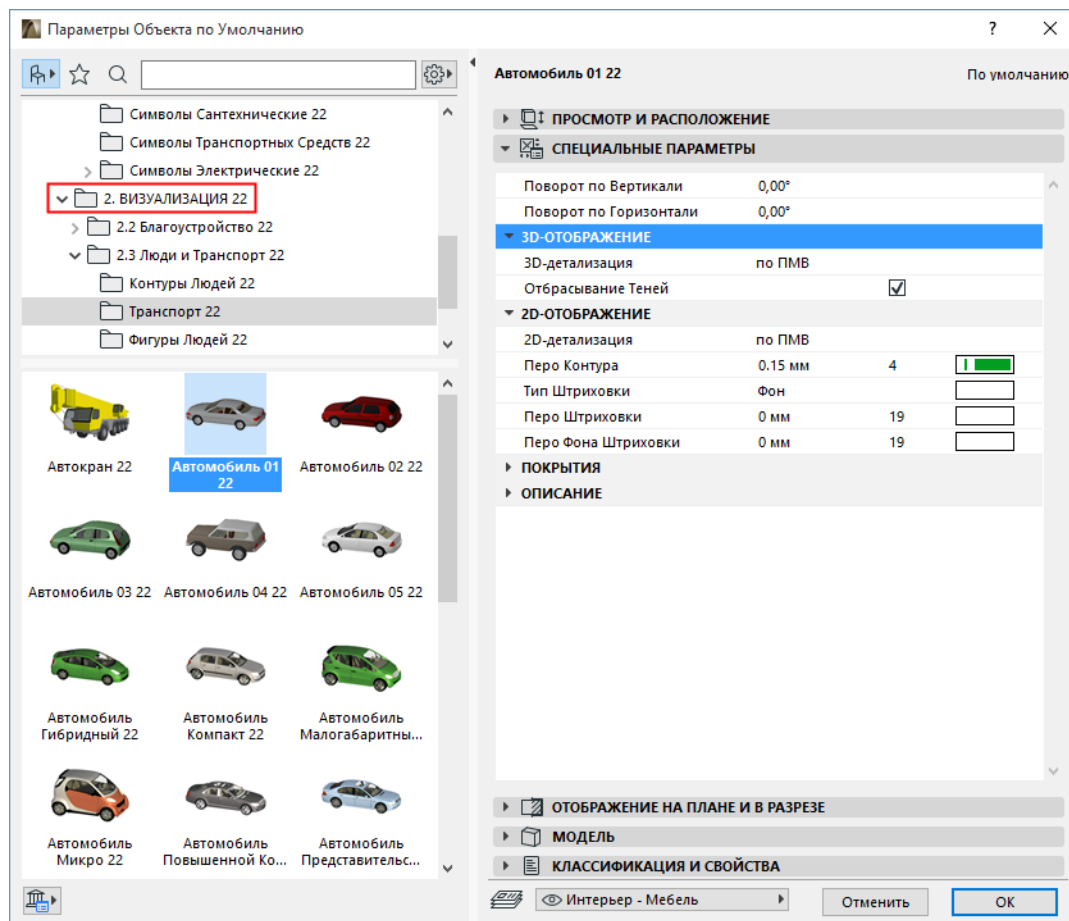 Параметры Объекта по Умолчанию
?
Символы Сантехнические 22
Символы Транспортных Средств 22
Символы Электрические 22
2. ВИЗУАЛИЗАЦИЯ 22
2.2 Благоустройство 22
2.3 Люди и Транспорт 22
Контуры Людей 22
Транспорт 22
Фигуры Людей 22
Автокран 22
Автомобиль 01
22
Автомобиль 02 22
Автомобиль 03 22
Автомобиль 04 22
Автомобиль 05 22
Автомобиль
Гибридный 22
Автомобиль
Компакт 22
Автомобиль
Малогабаритны...
Автомобиль
Микро 22
Автомобиль
Повышенной Ко...
Автомобиль
Представительс...
Автомобиль 01 22
По умолчанию
ПРОСМОТР И РАСПОЛОЖЕНИЕ
СПЕЦИАЛЬНЫЕ ПАРАМЕТРЫ
Поворот по Вертикали 0,00°
Поворот по Горизонтали 0,00°
3D-ОТОБРАЖЕНИЕ
3D-детализация по ПМВ
Отбрасывание Теней
2D-ОТОБРАЖЕНИЕ
2D-детализация по ПМВ
Перо Контура 0.15 мм 4
Тип Штриховки Фон
Перо Штриховки 0 мм 19
Перо Фона Штриховки 0 мм 19
ПОКРЫТИЯ
ОПИСАНИЕ
ОТОБРАЖЕНИЕ НА ПЛАНЕ И В РАЗРЕЗЕ
МОДЕЛЬ
КЛАССИФИКАЦИЯ И СВОЙСТВА
Интерьер - Мебель
Отменить
ОК